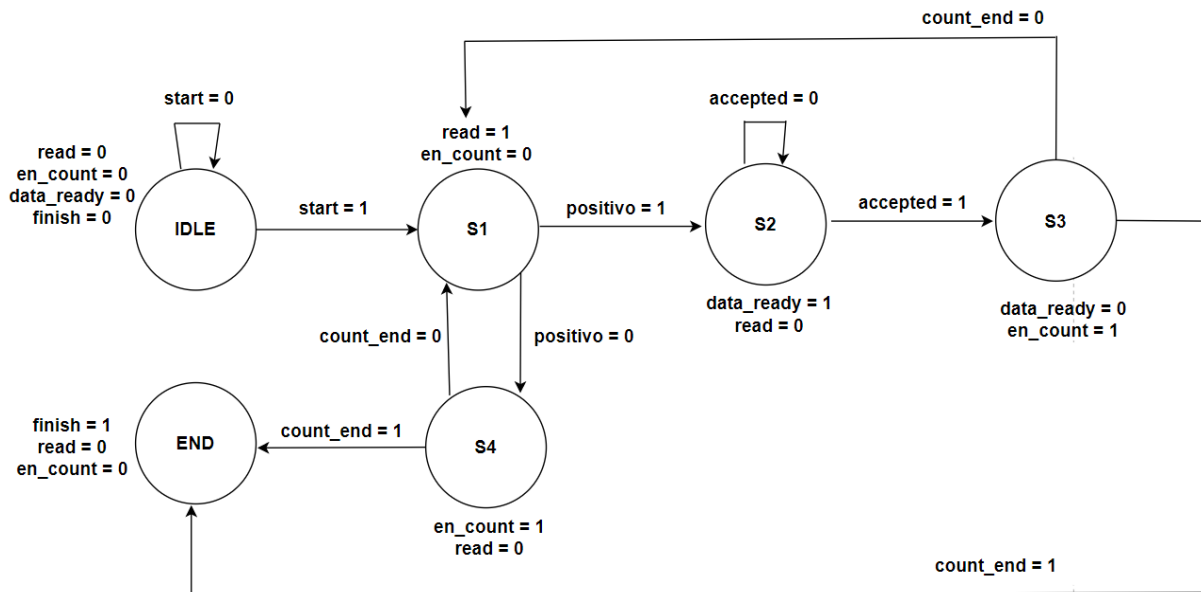 count_end = 0
start = 0
accepted = 0
read = 0
en_count = 0
data_ready = 0
finish = 0
read = 1
en_count = 0
IDLE
start = 1
S1
positivo = 1
S2
accepted = 1
S3
data_ready = 1
read = 0
data_ready = 0
en_count = 1
count_end = 0
positivo = 0
finish = 1
read = 0
en_count = 0
END
count_end = 1
S4
en_count = 1
read = 0
count_end = 1